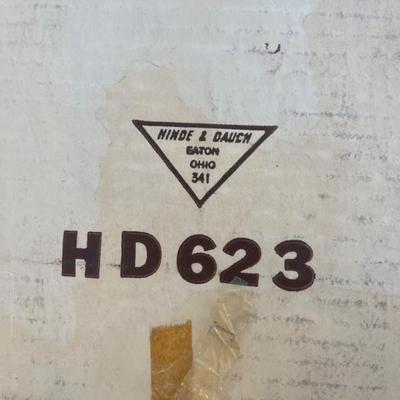 HINDE & DAUCH
EATON
OHIO
341
HD623